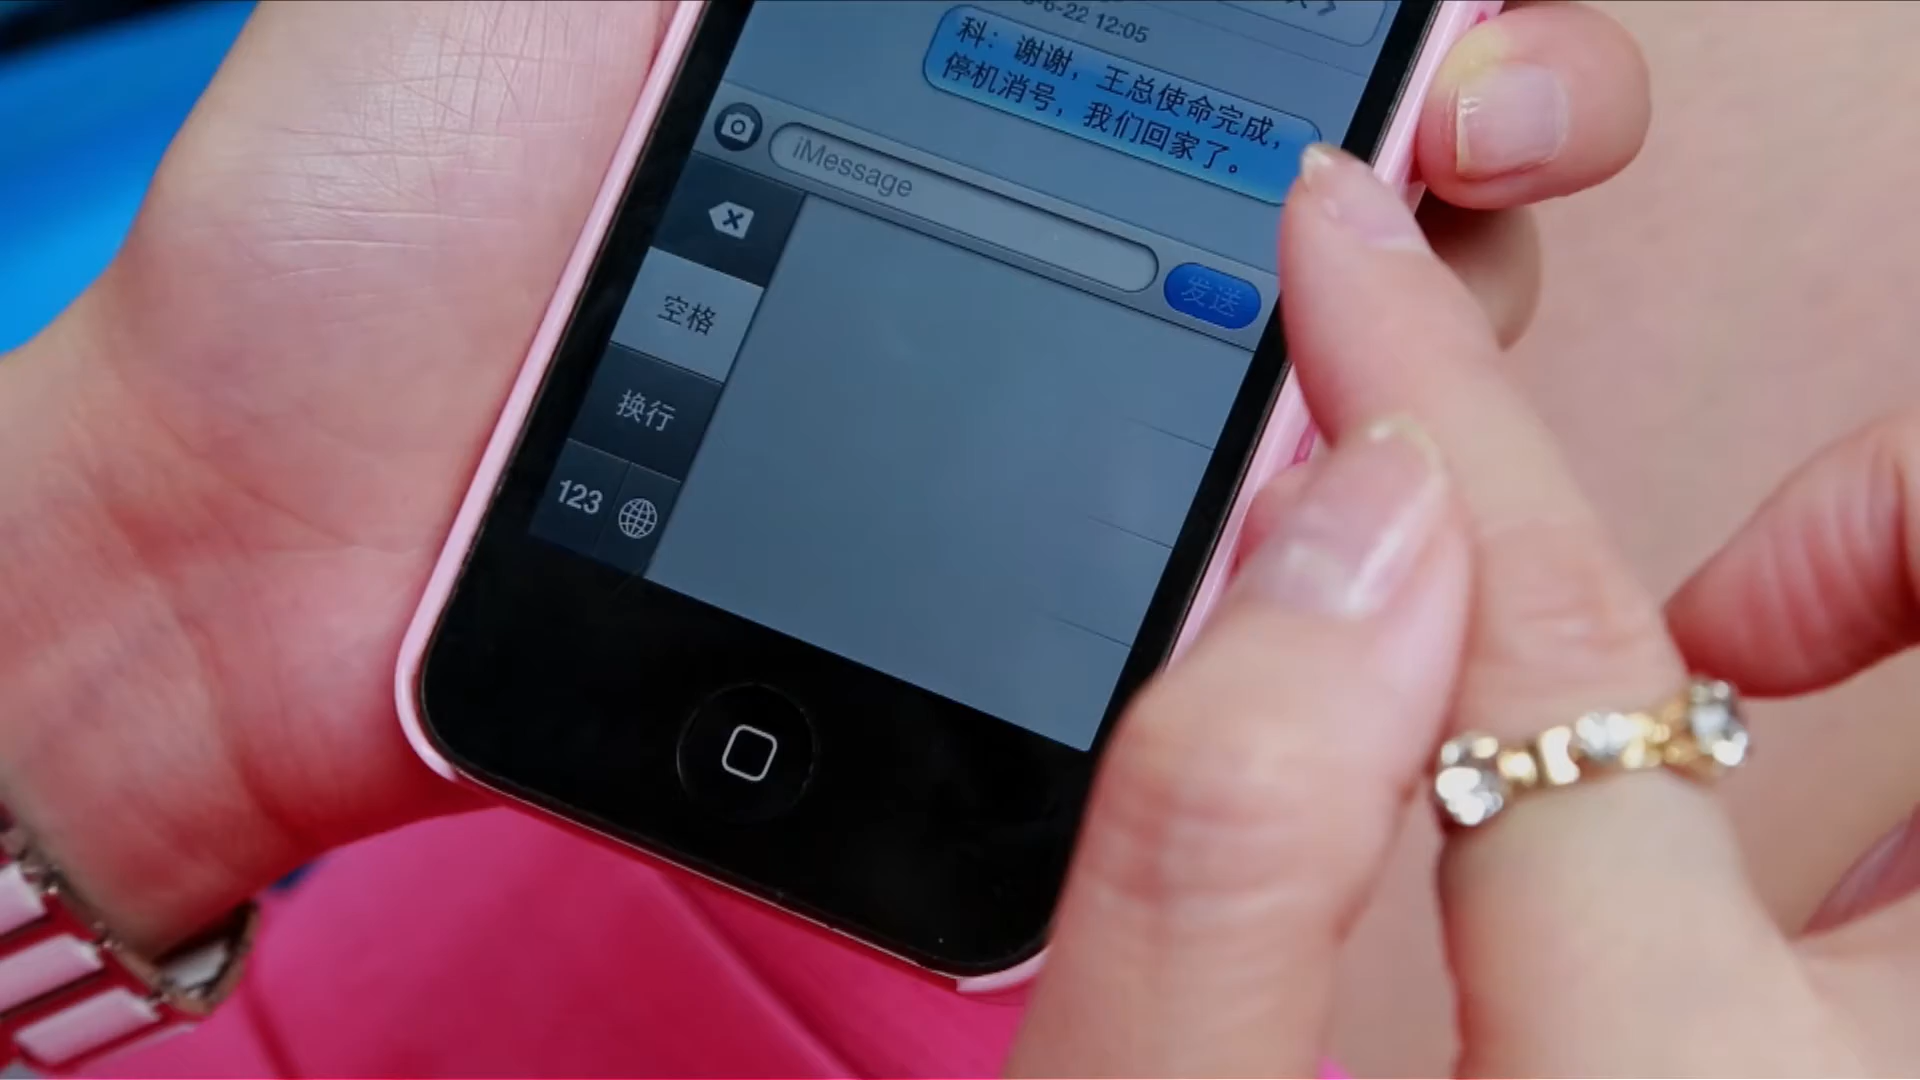 6-22 12:05
科：谢谢，王总使命完成，
停机消号，我们回家了。
iMessage
发送
空格
换行
123